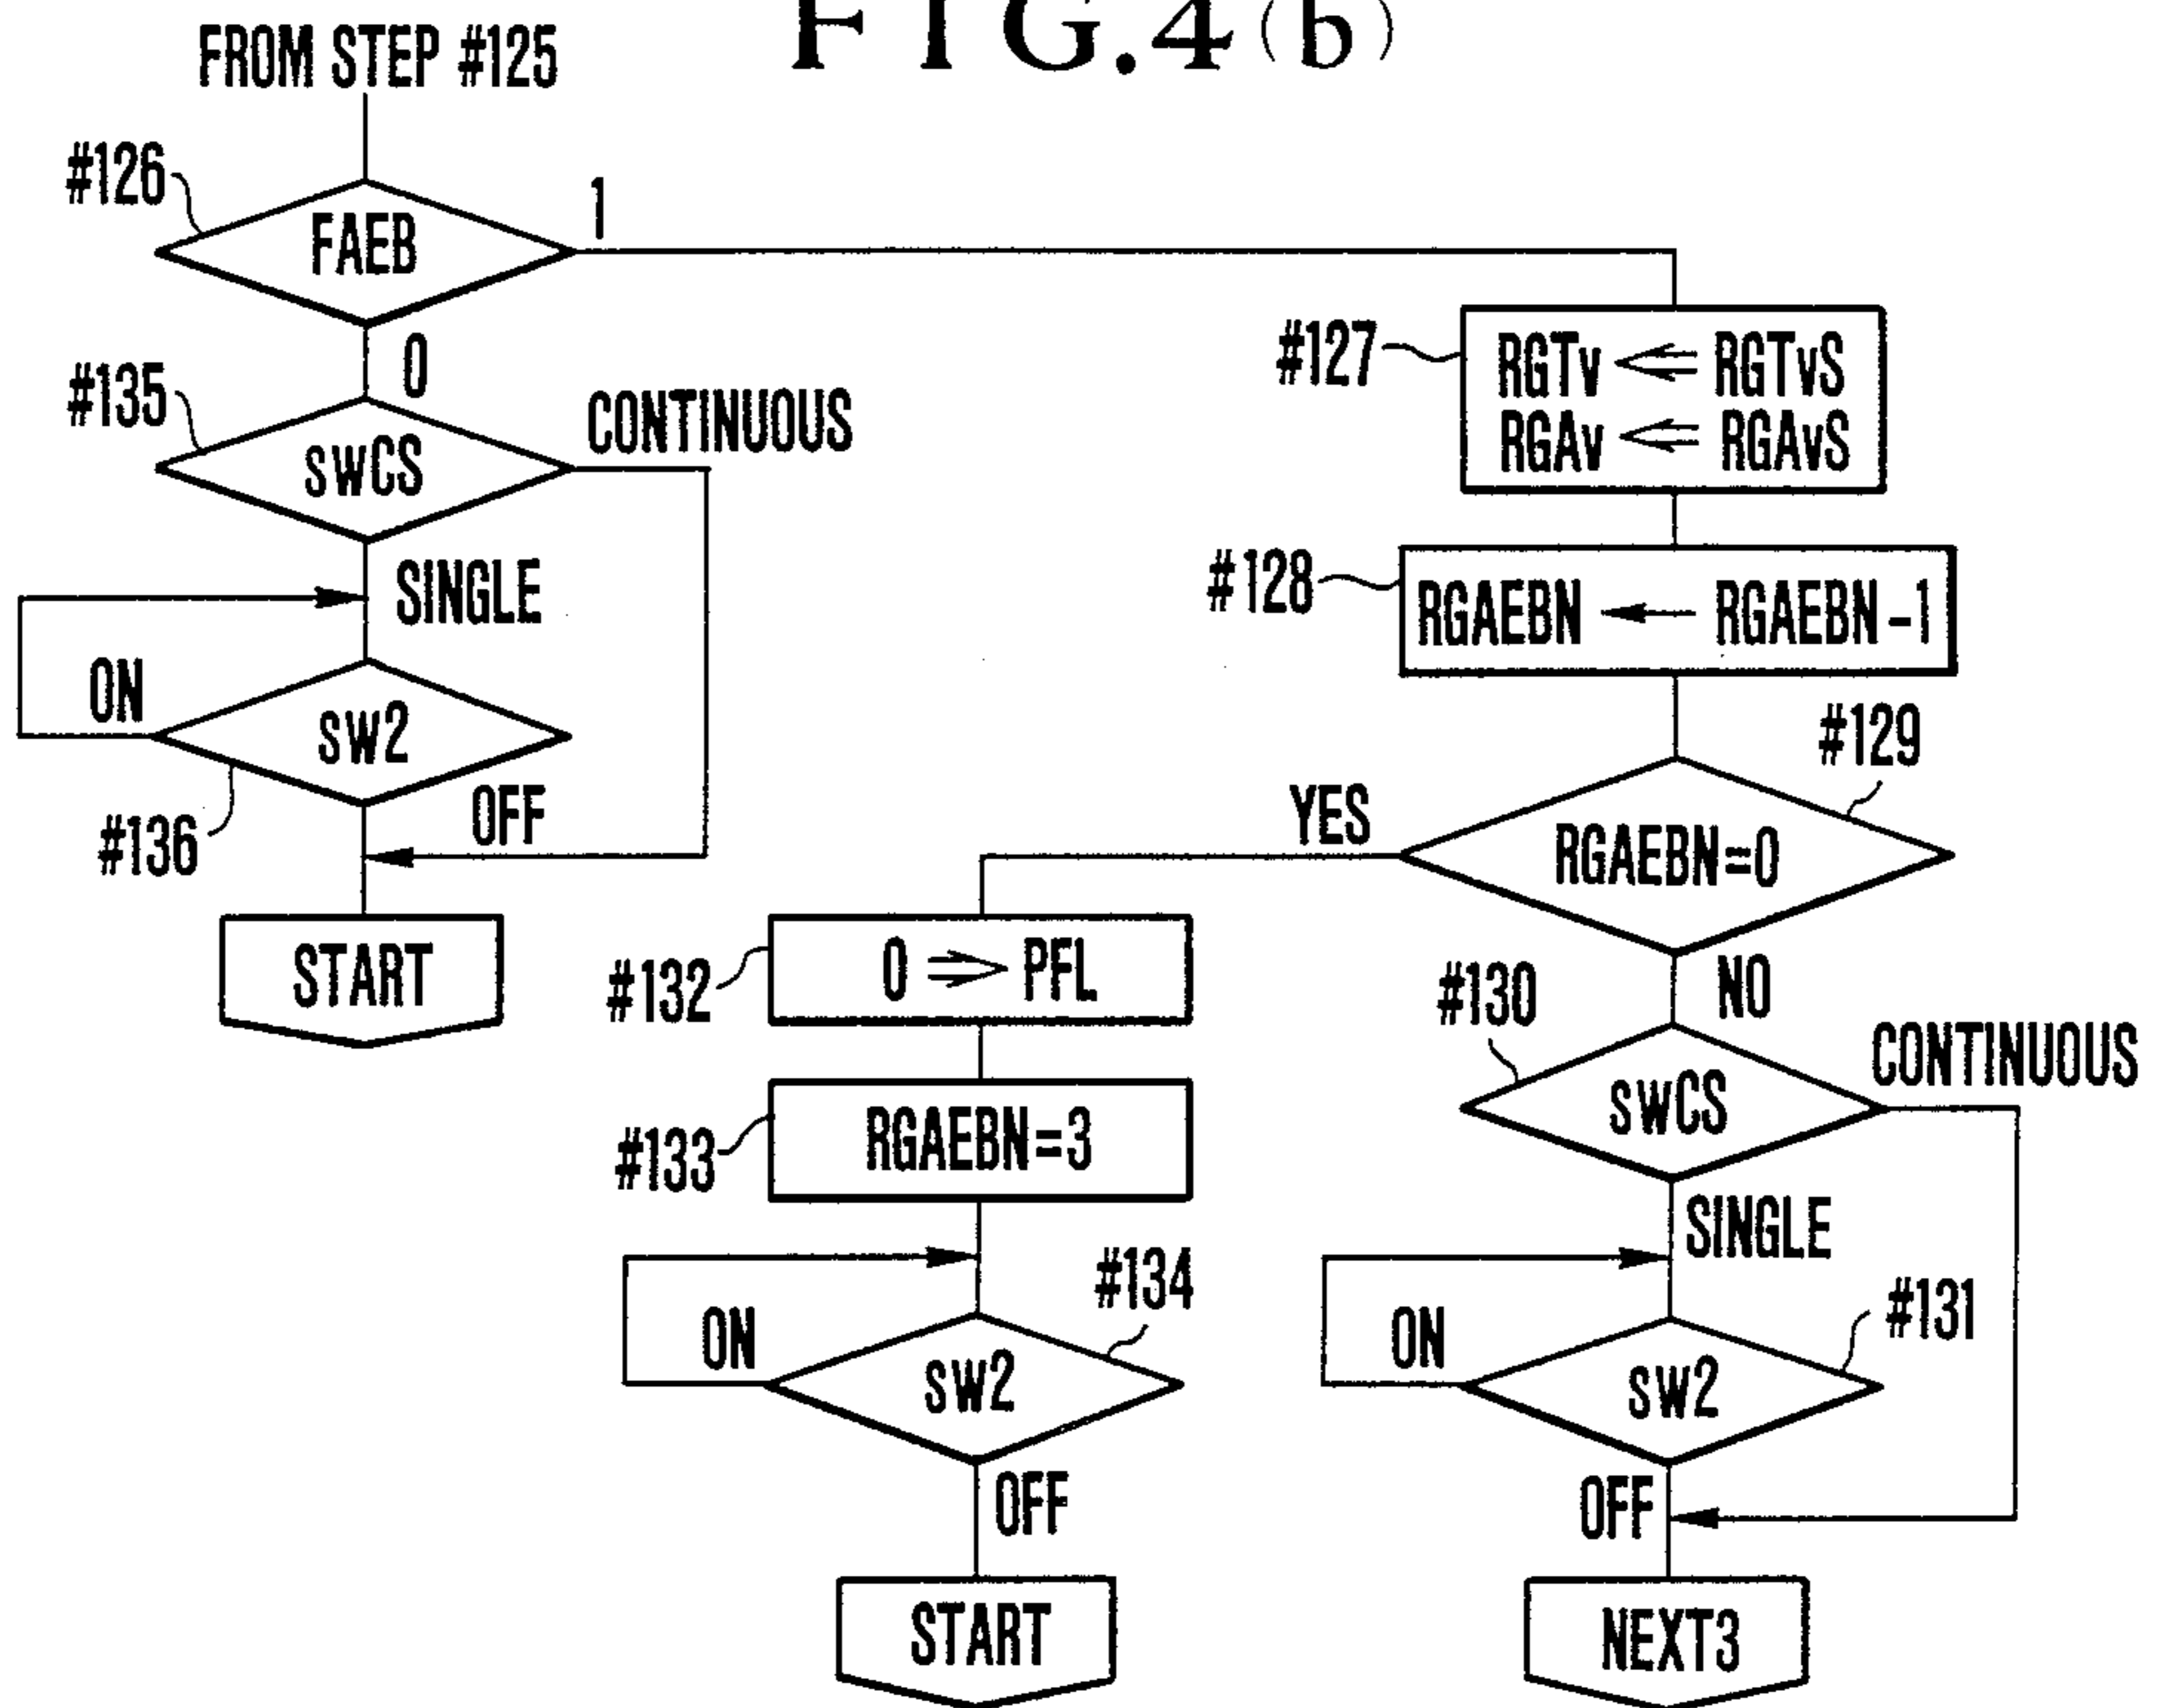 FIG.4(b)
FROM STEP #125
#126
FAEB
1
0
#127
RGTv ⇐ RGTvS
RGAv ⇐ RGAvS
#135
swCS
CONTINUOUS
SINGLE
#128
RGAEBN ← RGAEBN-1
ON
sw2
#136
OFF
START
#129
RGAEBN=0
YES
NO
#132
0 ⇒ PFL
#130
swCS
CONTINUOUS
SINGLE
#133
RGAEBN=3
#134
ON
sw2
OFF
START
#131
ON
sw2
OFF
NEXT3